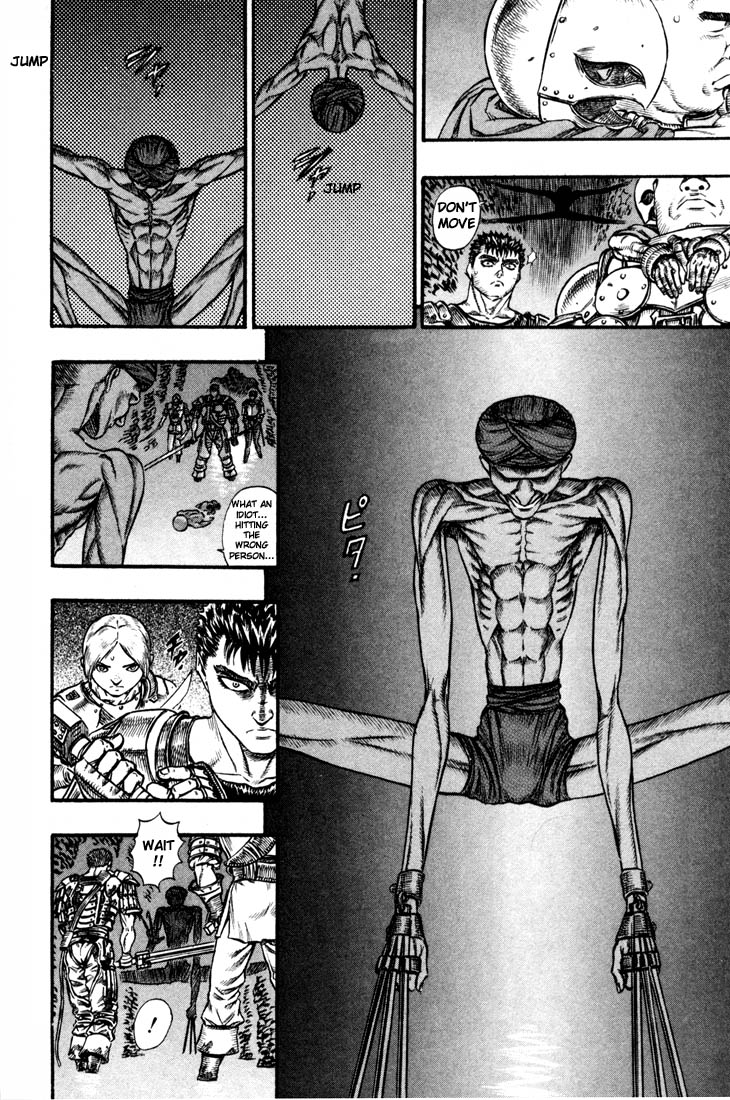 DON'T
MOVE
JUMP
JUMP
ピタ
WHAT AN
IDIOT...
HITTING
THE
WRONG
PERSON...
WAIT
!!
!